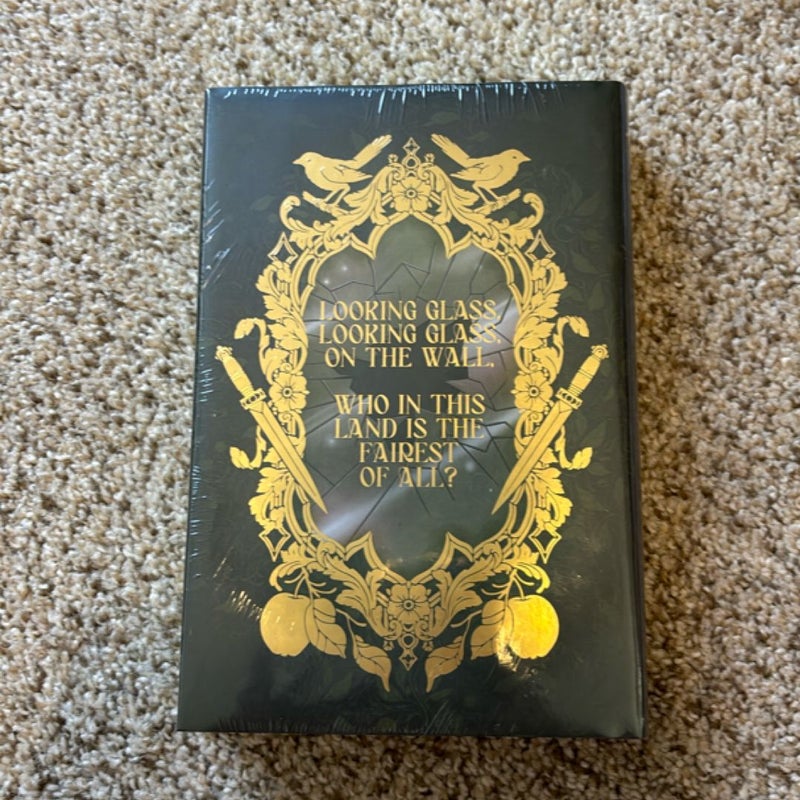 LOOKING GLASS,
LOOKING GLASS,
ON THE WALL,
WHO IN THIS
LAND IS THE
FAIREST
OF ALL?